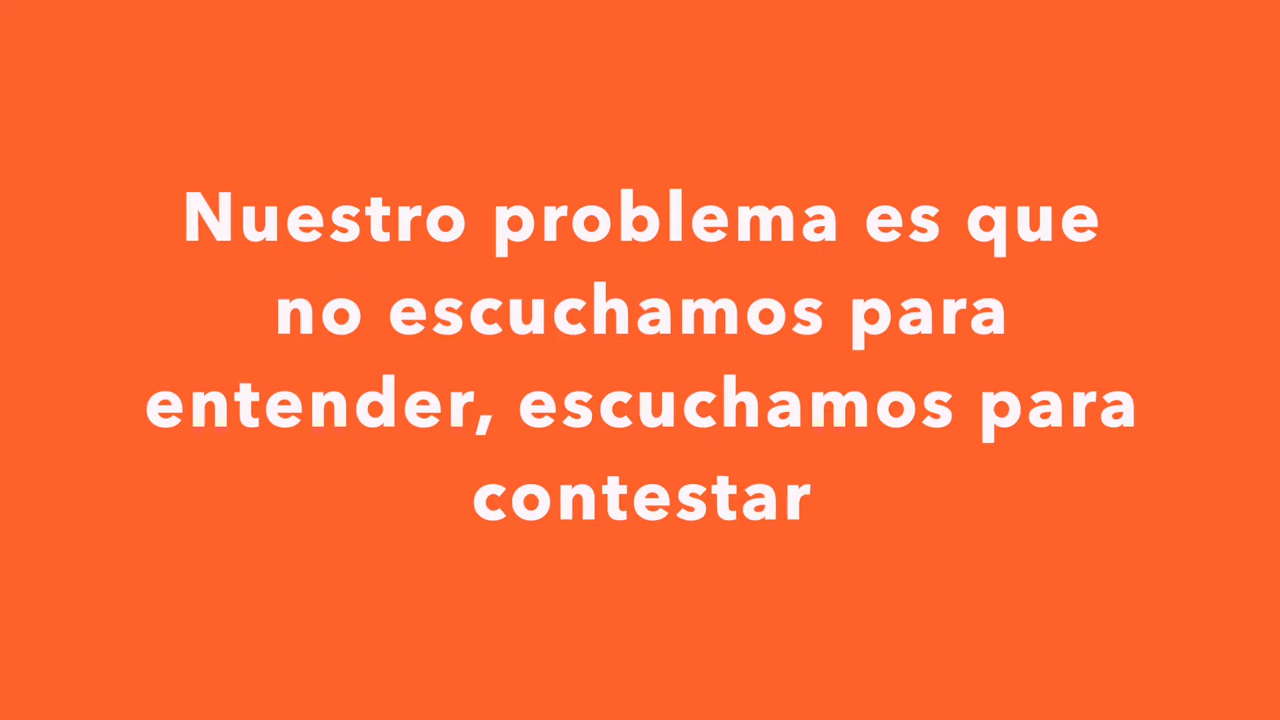 Nuestro problema es que
no escuchamos para
entender, escuchamos para
contestar